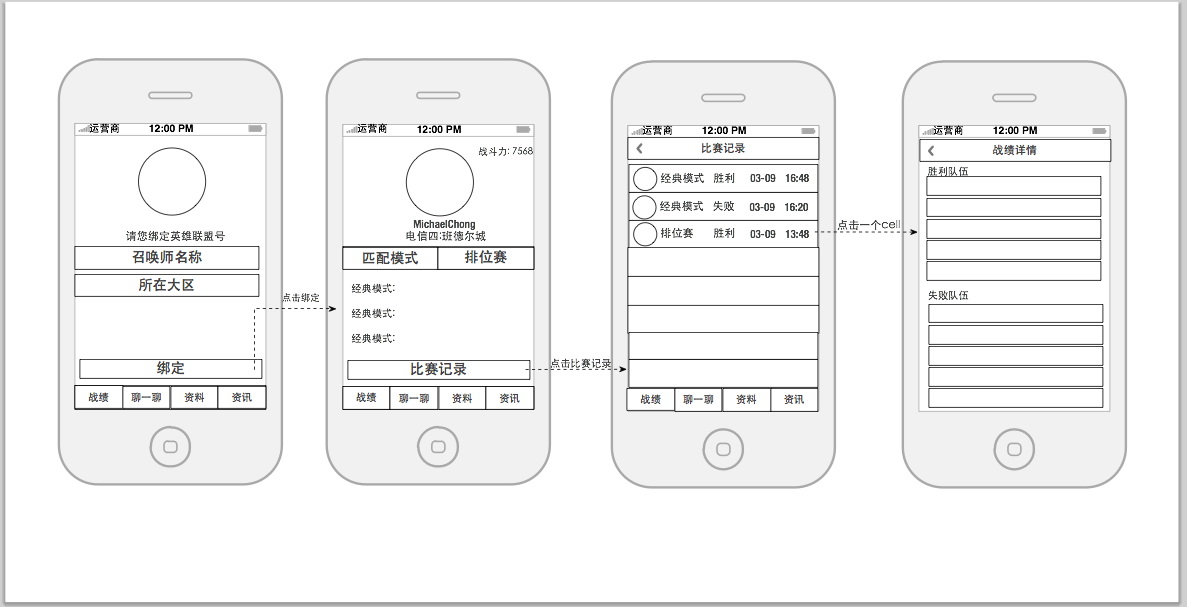 运营商 12:00 PM
请您绑定英雄联盟号
召唤师名称
所在大区
绑定
战绩 聊一聊 资料 资讯
点击绑定
运营商 12:00 PM
战斗力: 7568
MichaelChong
电信四:班德尔城
匹配模式 排位赛
经典模式:
经典模式:
经典模式:
比赛记录
战绩 聊一聊 资料 资讯
点击比赛记录
运营商 12:00 PM
比赛记录
经典模式 胜利 03-09 16:48
经典模式 失败 03-09 16:20
排位赛 胜利 03-09 13:48
战绩 聊一聊 资料 资讯
点击一个cell
运营商 12:00 PM
战绩详情
胜利队伍
失败队伍